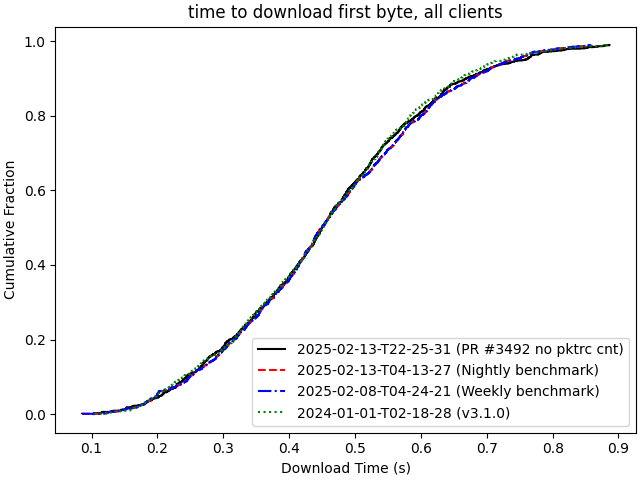 time to download first byte, all clients
Cumulative Fraction
1.0
0.8
0.6
0.4
0.2
0.0
2025-02-13-T22-25-31 (PR #3492 no pktrc cnt)
2025-02-13-T04-13-27 (Nightly benchmark)
2025-02-08-T04-24-21 (Weekly benchmark)
2024-01-01-T02-18-28 (v3.1.0)
0.1 0.2 0.3 0.4 0.5 0.6 0.7 0.8 0.9
Download Time (s)